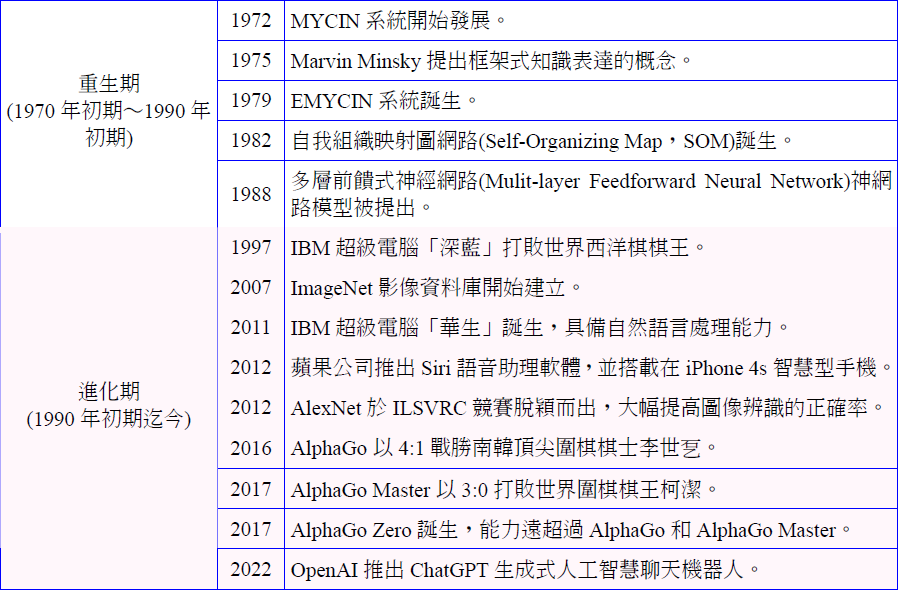 重生期
(1970 年初期～1990 年
初期)
1972 MYCIN 系統開始發展。
1975 Marvin Minsky 提出框架式知識表達的概念。
1979 EMYCIN 系統誕生。
1982 自我組織映射圖網路(Self-Organizing Map，SOM)誕生。
1988 多層前饋式神經網路(Mulit-layer Feedforward Neural Network)神網
路模型被提出。
進化期
(1990 年初期迄今)
1997 IBM 超級電腦「深藍」打敗世界西洋棋棋王。
2007 ImageNet 影像資料庫開始建立。
2011 IBM 超級電腦「華生」誕生，具備自然語言處理能力。
2012 蘋果公司推出 Siri 語音助理軟體，並搭載在 iPhone 4s 智慧型手機。
2012 AlexNet 於 ILSVRC 競賽脫穎而出，大幅提高圖像辨識的正確率。
2016 AlphaGo 以 4:1 戰勝南韓頂尖圍棋棋士李世乭。
2017 AlphaGo Master 以 3:0 打敗世界圍棋棋王柯潔。
2017 AlphaGo Zero 誕生，能力遠超過 AlphaGo 和 AlphaGo Master。
2022 OpenAI 推出 ChatGPT 生成式人工智慧聊天機器人。